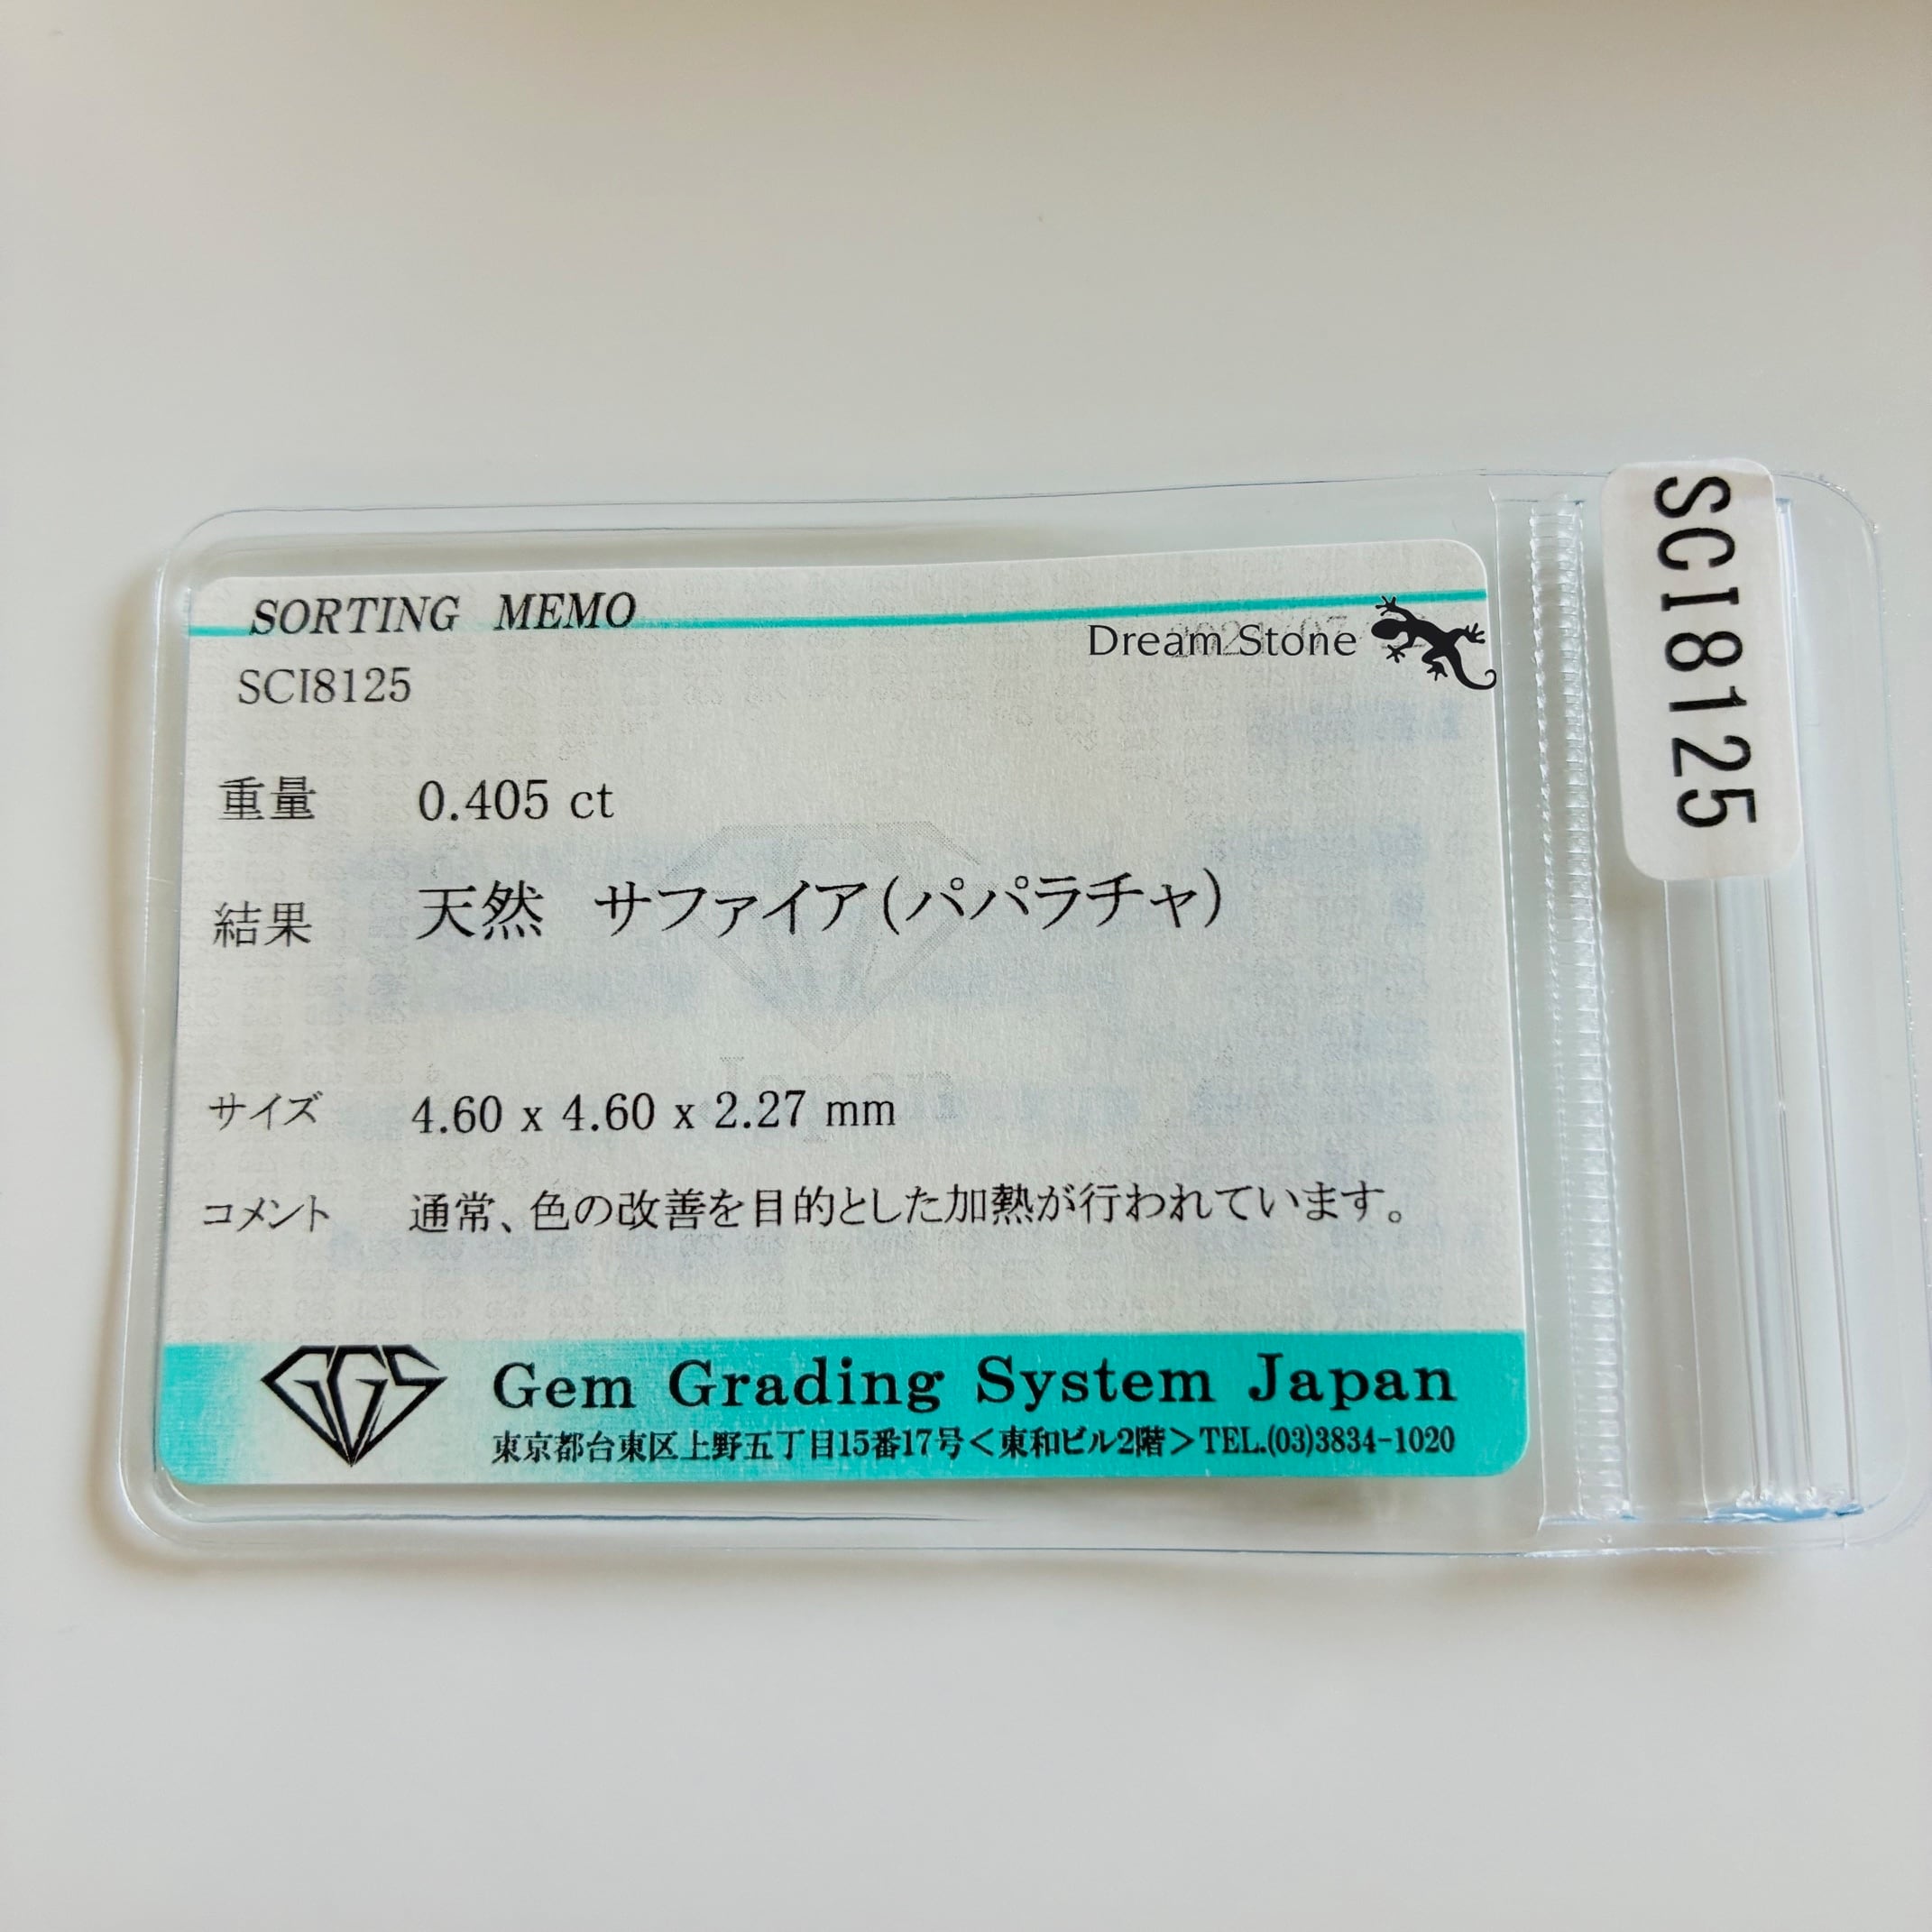 SORTING MEMO
Dream Stone
SCI8125
重量 0.405 ct
結果 天然 サファイア(パパラチャ)
サイズ 4.60 x 4.60 x 2.27 mm
コメント 通常、色の改善を目的とした加熱が行われています。
GGS
Gem Grading System Japan
東京都台東区上野五丁目15番17号<東和ビル2階>TEL.(03)3834-1020
SCI8125